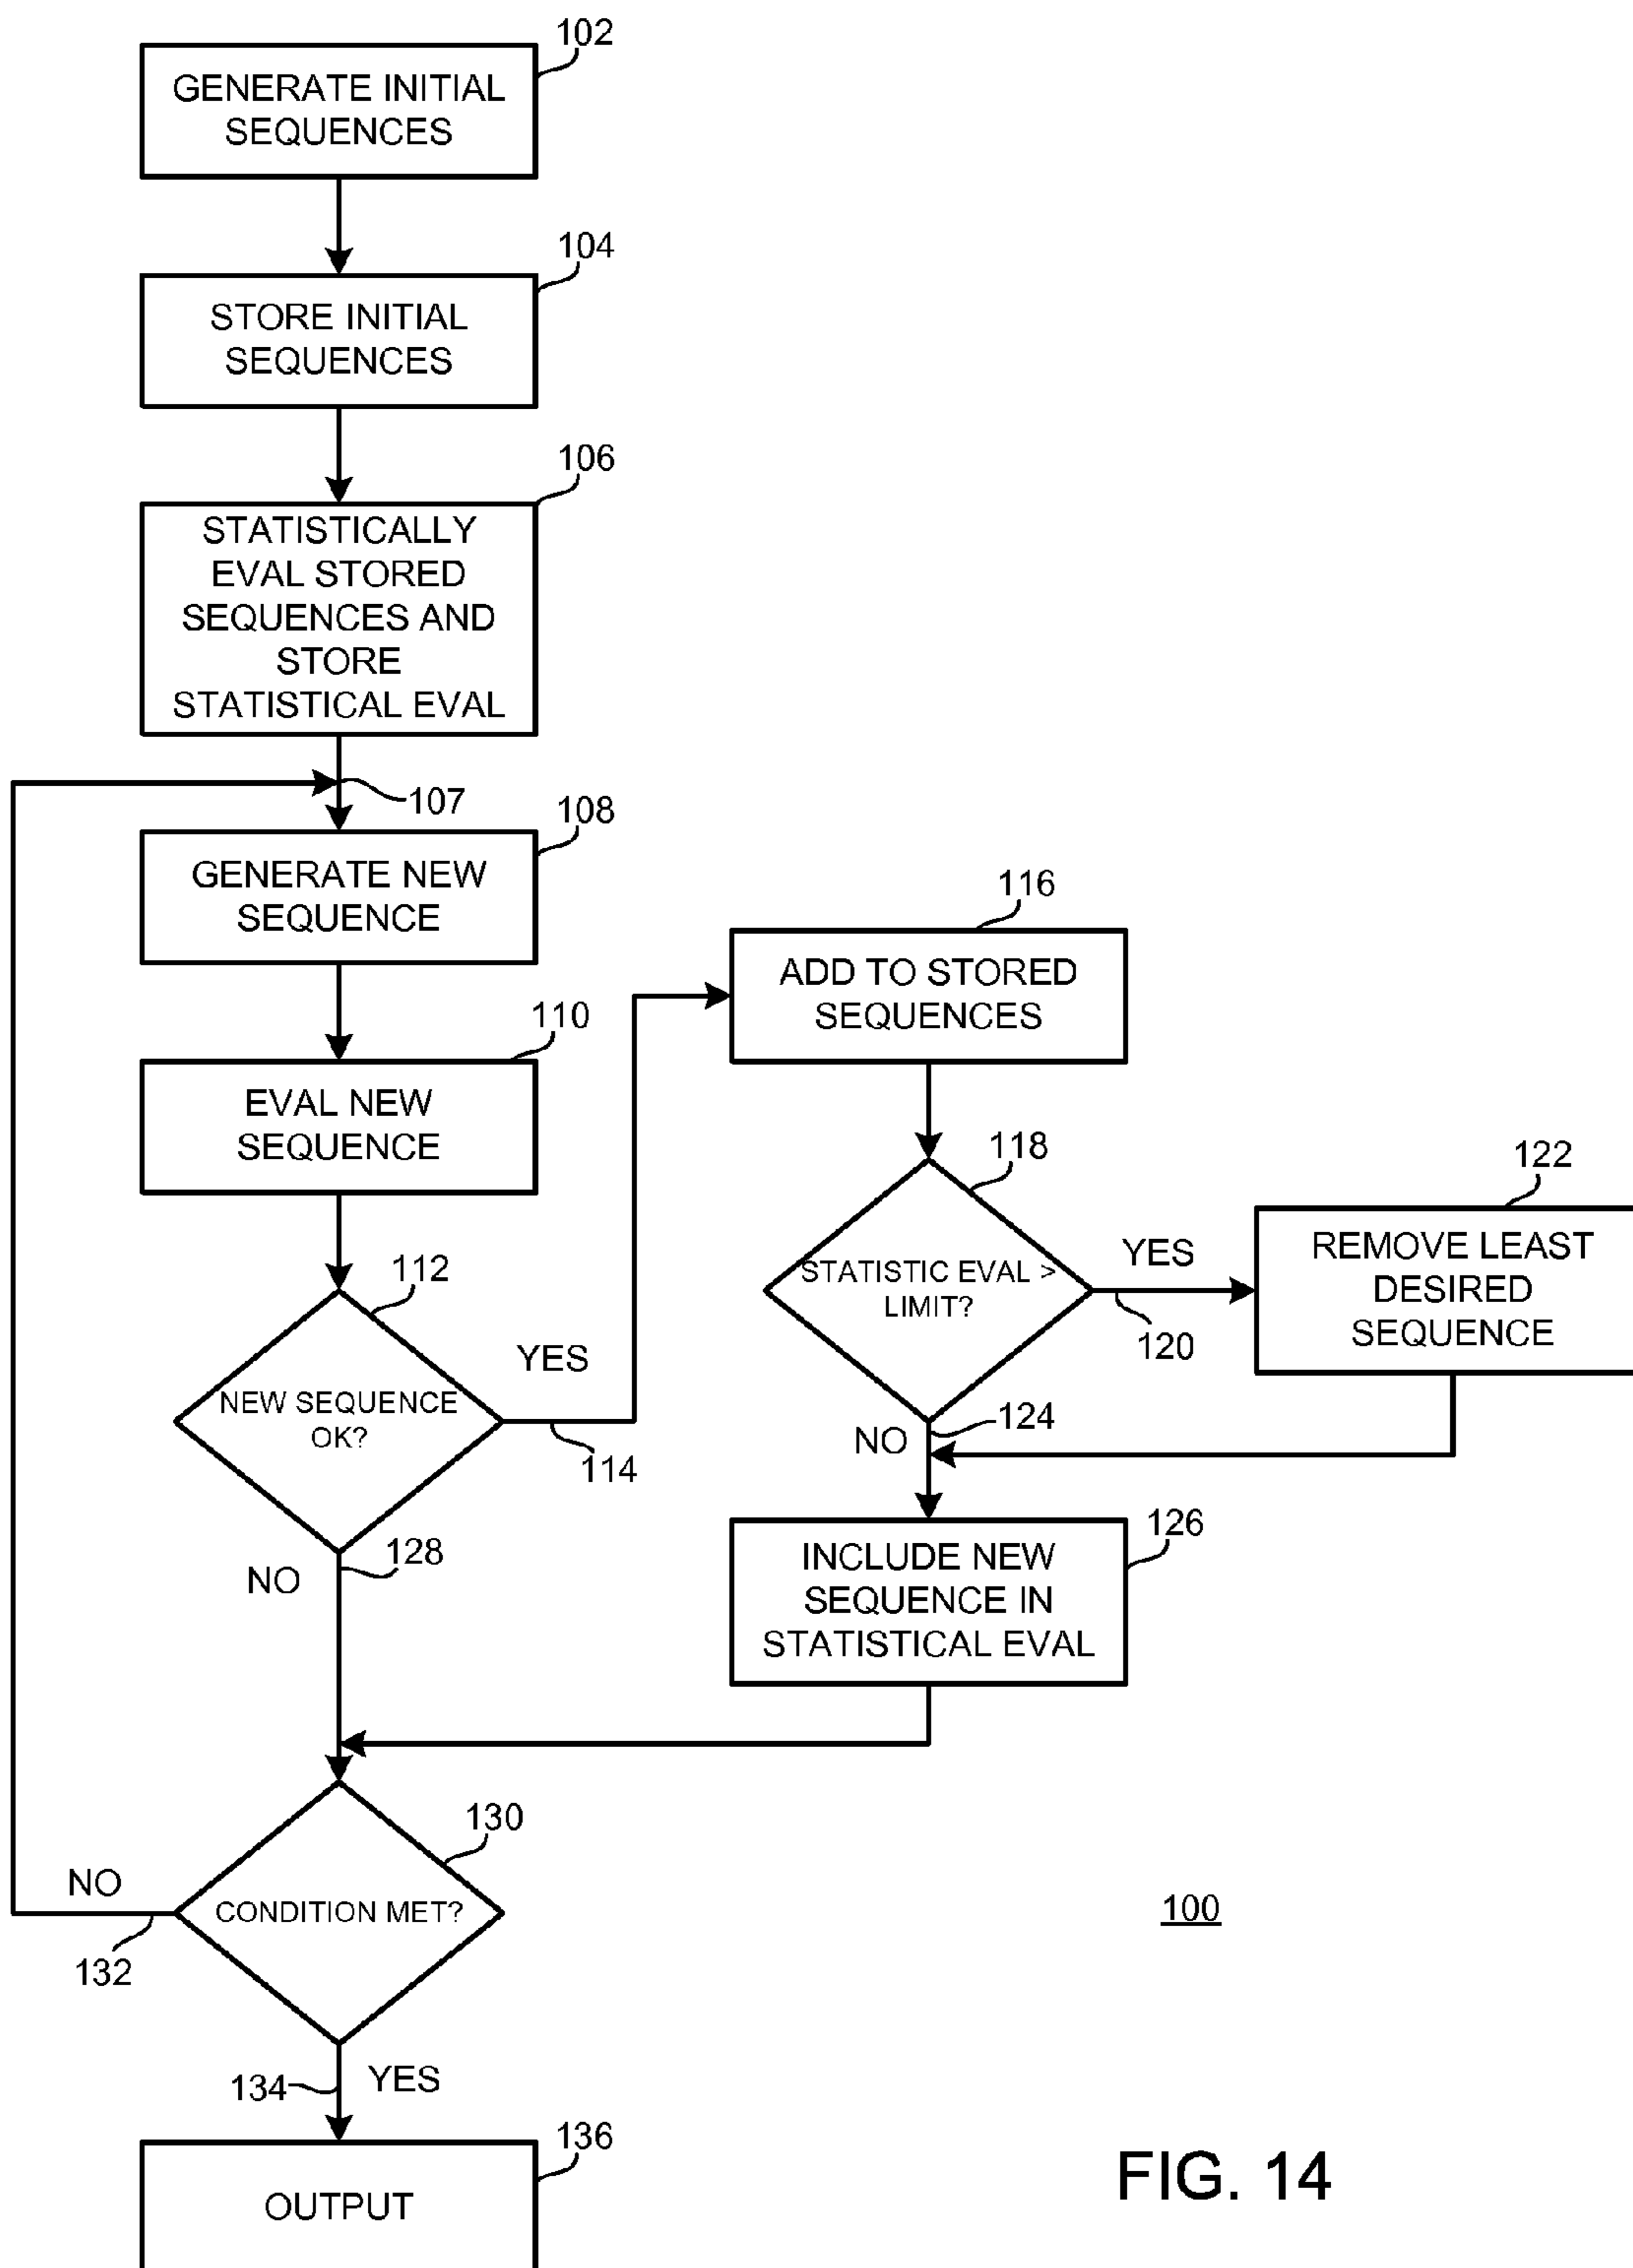 102
GENERATE INITIAL
SEQUENCES
104
STORE INITIAL
SEQUENCES
106
STATISTICALLY
EVAL STORED
SEQUENCES AND
STORE
STATISTICAL EVAL
107
108
GENERATE NEW
SEQUENCE
110
EVAL NEW
SEQUENCE
112
NEW SEQUENCE
OK?
YES
114
116
ADD TO STORED
SEQUENCES
118
STATISTIC EVAL >
LIMIT?
YES
120
122
REMOVE LEAST
DESIRED
SEQUENCE
124
NO
126
INCLUDE NEW
SEQUENCE IN
STATISTICAL EVAL
128
NO
130
CONDITION MET?
NO
132
134
YES
136
OUTPUT
100
FIG. 14